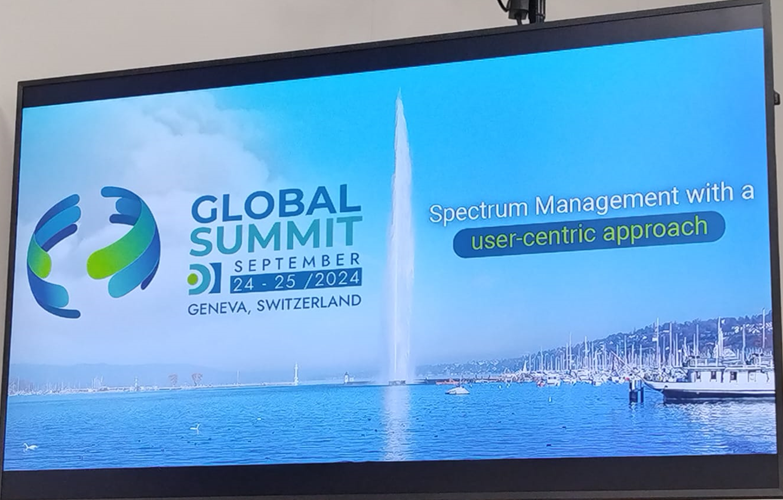 GLOBAL
SUMMIT
SEPTEMBER
24 - 25 /2024
GENEVA, SWITZERLAND
Spectrum Management with a
user-centric approach